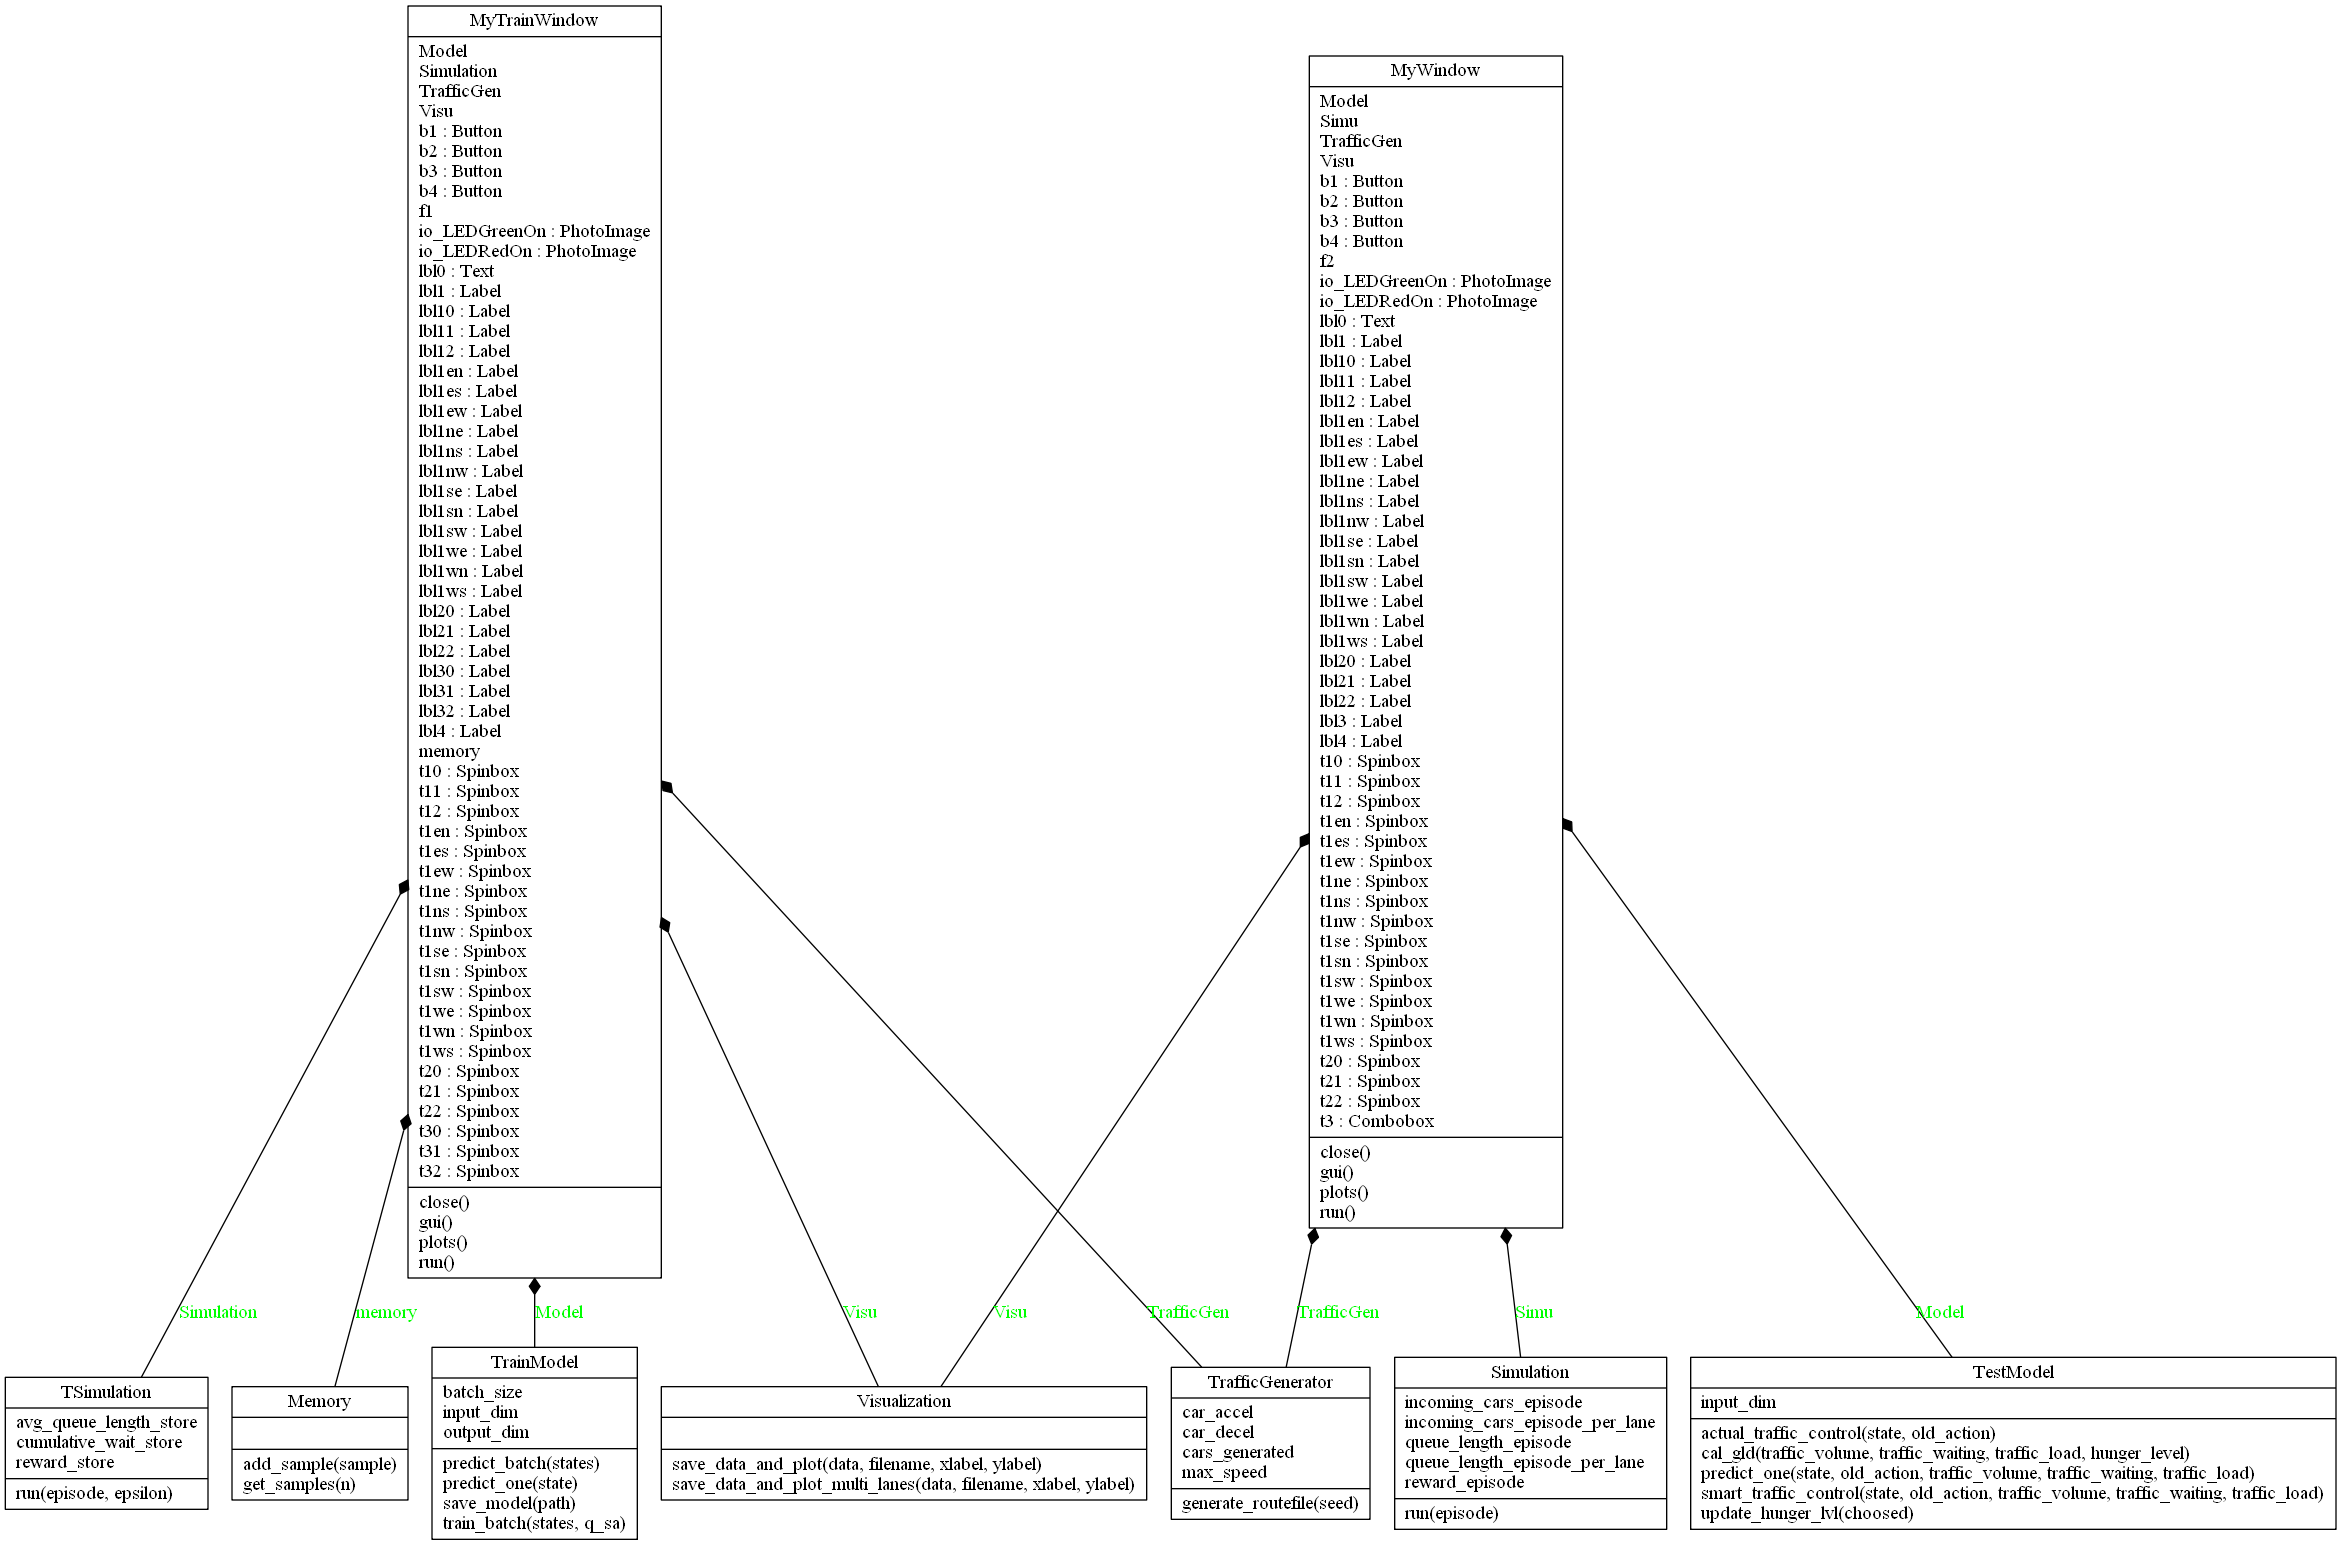 MyTrainWindow
Model
Simulation
TrafficGen
Visu
b1 : Button
b2 : Button
b3 : Button
b4 : Button
f1
io_LEDGreenOn : PhotoImage
io_LEDRedOn : PhotoImage
lbl0 : Text
lbl1 : Label
lbl10 : Label
lbl11 : Label
lbl12 : Label
lbl1en : Label
lbl1es : Label
lbl1ew : Label
lbl1ne : Label
lbl1ns : Label
lbl1nw : Label
lbl1se : Label
lbl1sn : Label
lbl1sw : Label
lbl1we : Label
lbl1wn : Label
lbl1ws : Label
lbl20 : Label
lbl21 : Label
lbl22 : Label
lbl30 : Label
lbl31 : Label
lbl32 : Label
lbl4 : Label
memory
t10 : Spinbox
t11 : Spinbox
t12 : Spinbox
t1en : Spinbox
t1es : Spinbox
t1ew : Spinbox
t1ne : Spinbox
t1ns : Spinbox
t1nw : Spinbox
t1se : Spinbox
t1sn : Spinbox
t1sw : Spinbox
t1we : Spinbox
t1wn : Spinbox
t1ws : Spinbox
t20 : Spinbox
t21 : Spinbox
t22 : Spinbox
t30 : Spinbox
t31 : Spinbox
t32 : Spinbox
close()
gui()
plots()
run()
MyWindow
Model
Simu
TrafficGen
Visu
b1 : Button
b2 : Button
b3 : Button
b4 : Button
f2
io_LEDGreenOn : PhotoImage
io_LEDRedOn : PhotoImage
lbl0 : Text
lbl1 : Label
lbl10 : Label
lbl11 : Label
lbl12 : Label
lbl1en : Label
lbl1es : Label
lbl1ew : Label
lbl1ne : Label
lbl1ns : Label
lbl1nw : Label
lbl1se : Label
lbl1sn : Label
lbl1sw : Label
lbl1we : Label
lbl1wn : Label
lbl1ws : Label
lbl20 : Label
lbl21 : Label
lbl22 : Label
lbl3 : Label
lbl4 : Label
t10 : Spinbox
t11 : Spinbox
t12 : Spinbox
t1en : Spinbox
t1es : Spinbox
t1ew : Spinbox
t1ne : Spinbox
t1ns : Spinbox
t1nw : Spinbox
t1se : Spinbox
t1sn : Spinbox
t1sw : Spinbox
t1we : Spinbox
t1wn : Spinbox
t1ws : Spinbox
t20 : Spinbox
t21 : Spinbox
t22 : Spinbox
t3 : Combobox
close()
gui()
plots()
run()
Simulation
memory
Model
Visu
Visu
TrafficGen
TrafficGen
Simu
Model
TSimulation
avg_queue_length_store
cumulative_wait_store
reward_store
run(episode, epsilon)
Memory
add_sample(sample)
get_samples(n)
TrainModel
batch_size
input_dim
output_dim
predict_batch(states)
predict_one(state)
save_model(path)
train_batch(states, q_sa)
Visualization
save_data_and_plot(data, filename, xlabel, ylabel)
save_data_and_plot_multi_lanes(data, filename, xlabel, ylabel)
TrafficGenerator
car_accel
car_decel
cars_generated
max_speed
generate_routefile(seed)
Simulation
incoming_cars_episode
incoming_cars_episode_per_lane
queue_length_episode
queue_length_episode_per_lane
reward_episode
run(episode)
TestModel
input_dim
actual_traffic_control(state, old_action)
cal_gld(traffic_volume, traffic_waiting, traffic_load, hunger_level)
predict_one(state, old_action, traffic_volume, traffic_waiting, traffic_load)
smart_traffic_control(state, old_action, traffic_volume, traffic_waiting, traffic_load)
update_hunger_lvl(choosed)